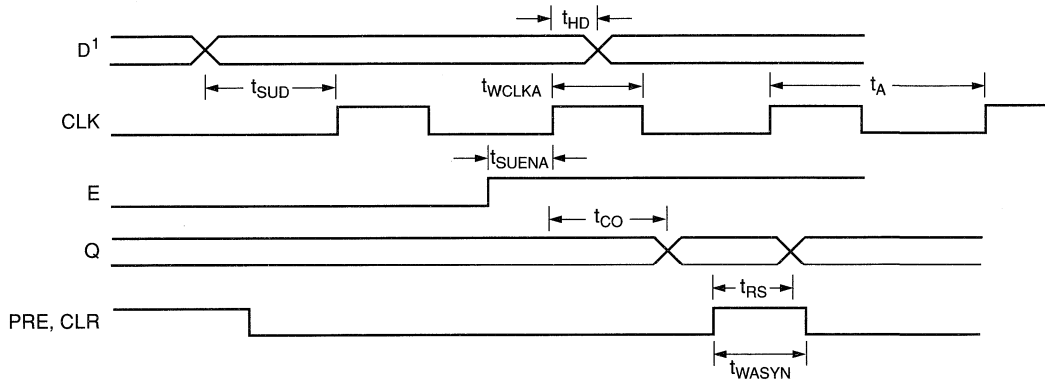 tHD
D1
tSUD
tWCLKA
tA
CLK
tSUENA
E
tCO
Q
tRS
PRE, CLR
tWASYN